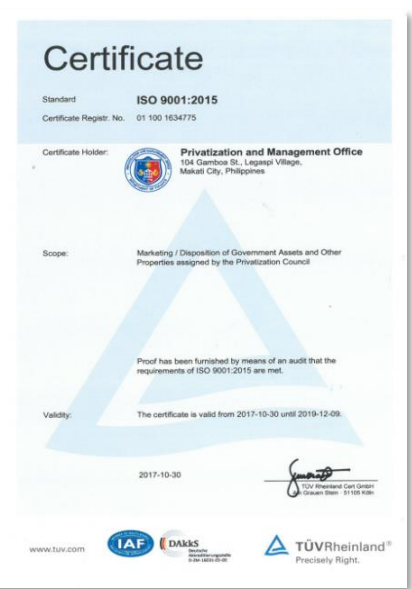 Certificate
Standard ISO 9001:2015
Certificate Registr. No. 01 100 1634775
Certificate Holder: Privatization and Management Office
104 Gamboa St., Legaspi Village,
Makati City, Philippines
Scope: Marketing / Disposition of Government Assets and Other
Properties assigned by the Privatization Council
Proof has been furnished by means of an audit that the
requirements of ISO 9001:2015 are met.
Validity: The certificate is valid from 2017-10-30 until 2019-12-09.
2017-10-30
TÜV Rheinland Cert GmbH
Am Grauen Stein · 51105 Köln
www.tuv.com
IAF
DAkkS
Deutsche
Akkreditierungsstelle
TÜVRheinland®
Precisely Right.